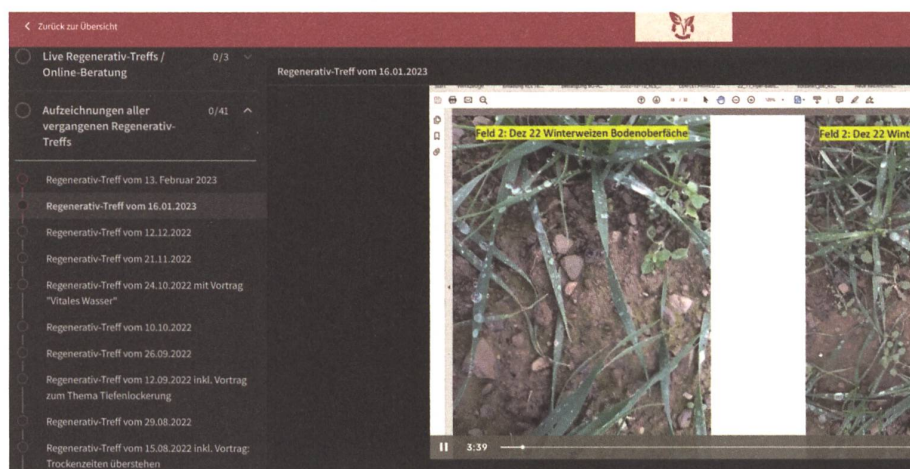 Zurück zur Übersicht
Live Regenerativ-Treffs /
Online-Beratung
0/3
Aufzeichnungen aller
vergangenen Regenerativ-
Treffs
0/41
Regenerativ-Treff vom 13. Februar 2023
Regenerativ-Treff vom 16.01.2023
Regenerativ-Treff vom 12.12.2022
Regenerativ-Treff vom 21.11.2022
Regenerativ-Treff vom 24.10.2022 mit Vortrag
"Vitales Wasser"
Regenerativ-Treff vom 10.10.2022
Regenerativ-Treff vom 26.09.2022
Regenerativ-Treff vom 12.09.2022 inkl. Vortrag
zum Thema Tiefenlockerung
Regenerativ-Treff vom 29.08.2022
Regenerativ-Treff vom 15.08.2022 inkl. Vortrag:
Trockenzeiten überstehen
Regenerativ-Treff vom 16.01.2023
Feld 2: Dez 22 Winterweizen Bodenoberfäche
Feld 2: Dez 22 Wint
3:39